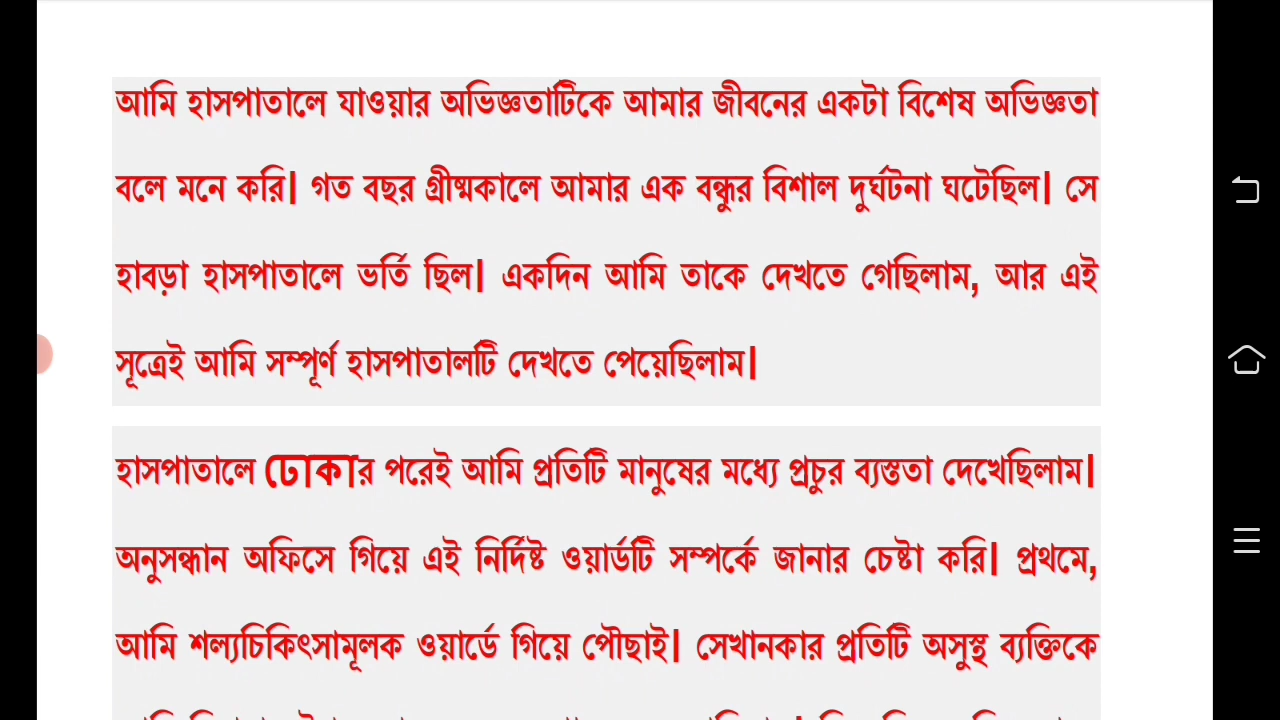 আমি হাসপাতালে যাওয়ার অভিজ্ঞতাটিকে আমার জীবনের একটা বিশেষ অভিজ্ঞতা
বলে মনে করি। গত বছর গ্রীষ্মকালে আমার এক বন্ধুর বিশাল দুর্ঘটনা ঘটেছিল। সে
হাবড়া হাসপাতালে ভর্তি ছিল। একদিন আমি তাকে দেখতে গেছিলাম, আর এই
সূত্রেই আমি সম্পূর্ণ হাসপাতালটি দেখতে পেয়েছিলাম।
হাসপাতালে ঢোকার পরেই আমি প্রতিটি মানুষের মধ্যে প্রচুর ব্যস্ততা দেখেছিলাম।
অনুসন্ধান অফিসে গিয়ে এই নির্দিষ্ট ওয়ার্ডটি সম্পর্কে জানার চেষ্টা করি। প্রথমে,
আমি শল্যচিকিৎসামূলক ওয়ার্ডে গিয়ে পৌছাই। সেখানকার প্রতিটি অসুস্থ ব্যক্তিকে